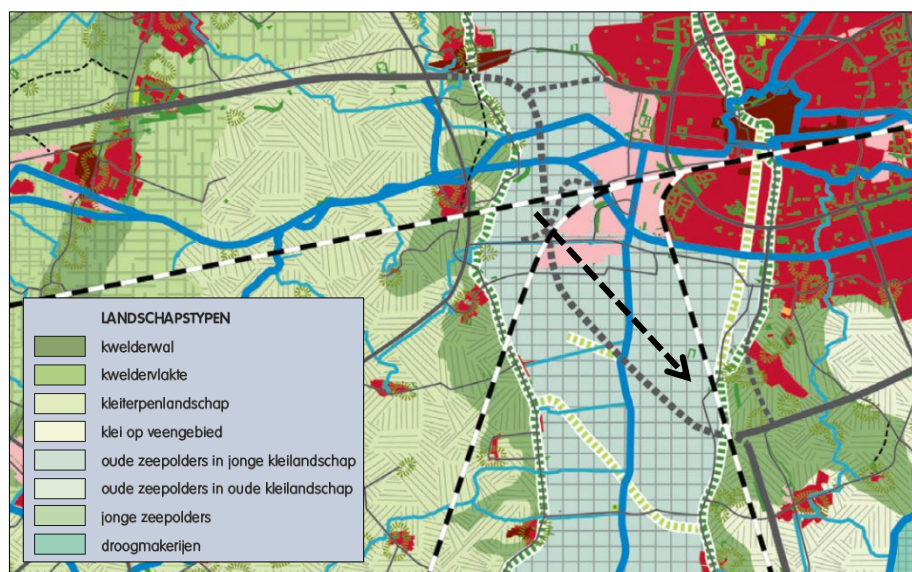 LANDSCHAPSTYPEN
kwelderwal
kweldervlakte
kleiterpenlandschap
klei op veengebied
oude zeepolders in jonge kleilandschap
oude zeepolders in oude kleilandschap
jonge zeepolders
droogmakerijen